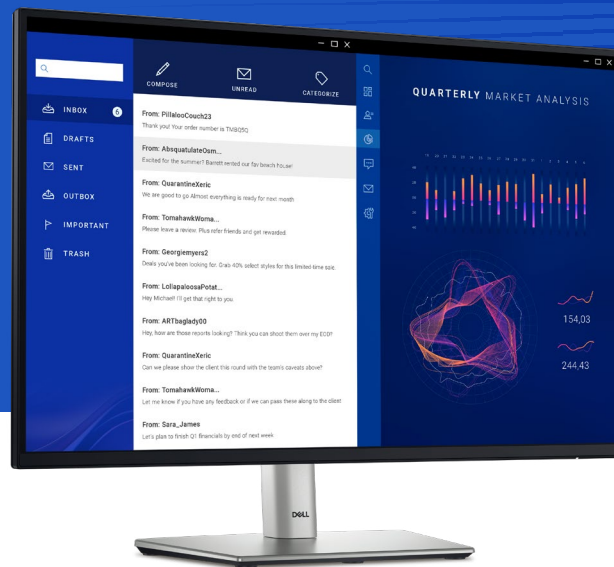 COMPOSE
UNREAD
CATEGORIZE
INBOX 6
DRAFTS
SENT
OUTBOX
IMPORTANT
TRASH
From: PillalooCouch23
Thank you! Your order number is TMBQ5Q
From: AbsquatulateOsm...
Excited for the summer? Barrett rented our fav beach house!
From: QuarantineXeric
We are good to go Almost everything is ready for next month
From: TomahawkWoma...
Please leave a review. Plus refer friends and get rewarded
From: Georgiemyers2
Deals you've been looking for. Grab 40% select styles for this limited-time sale.
From: LollapaloosaPotat...
Hey Michael! I'll get that right to you
From: ARTbaglady00
Hey, how are those reports looking? Think you can shoot them over my EOD?
From: QuarantineXeric
Can we please show the client this round with the team's caveats above?
From: TomahawkWoma...
Let me know if you have any feedback or if we can pass these along to the client
From: Sara_James
Let's plan to finish Q1 financials by end of next week
QUARTERLY MARKET ANALYSIS
154,03
244,43
DELL